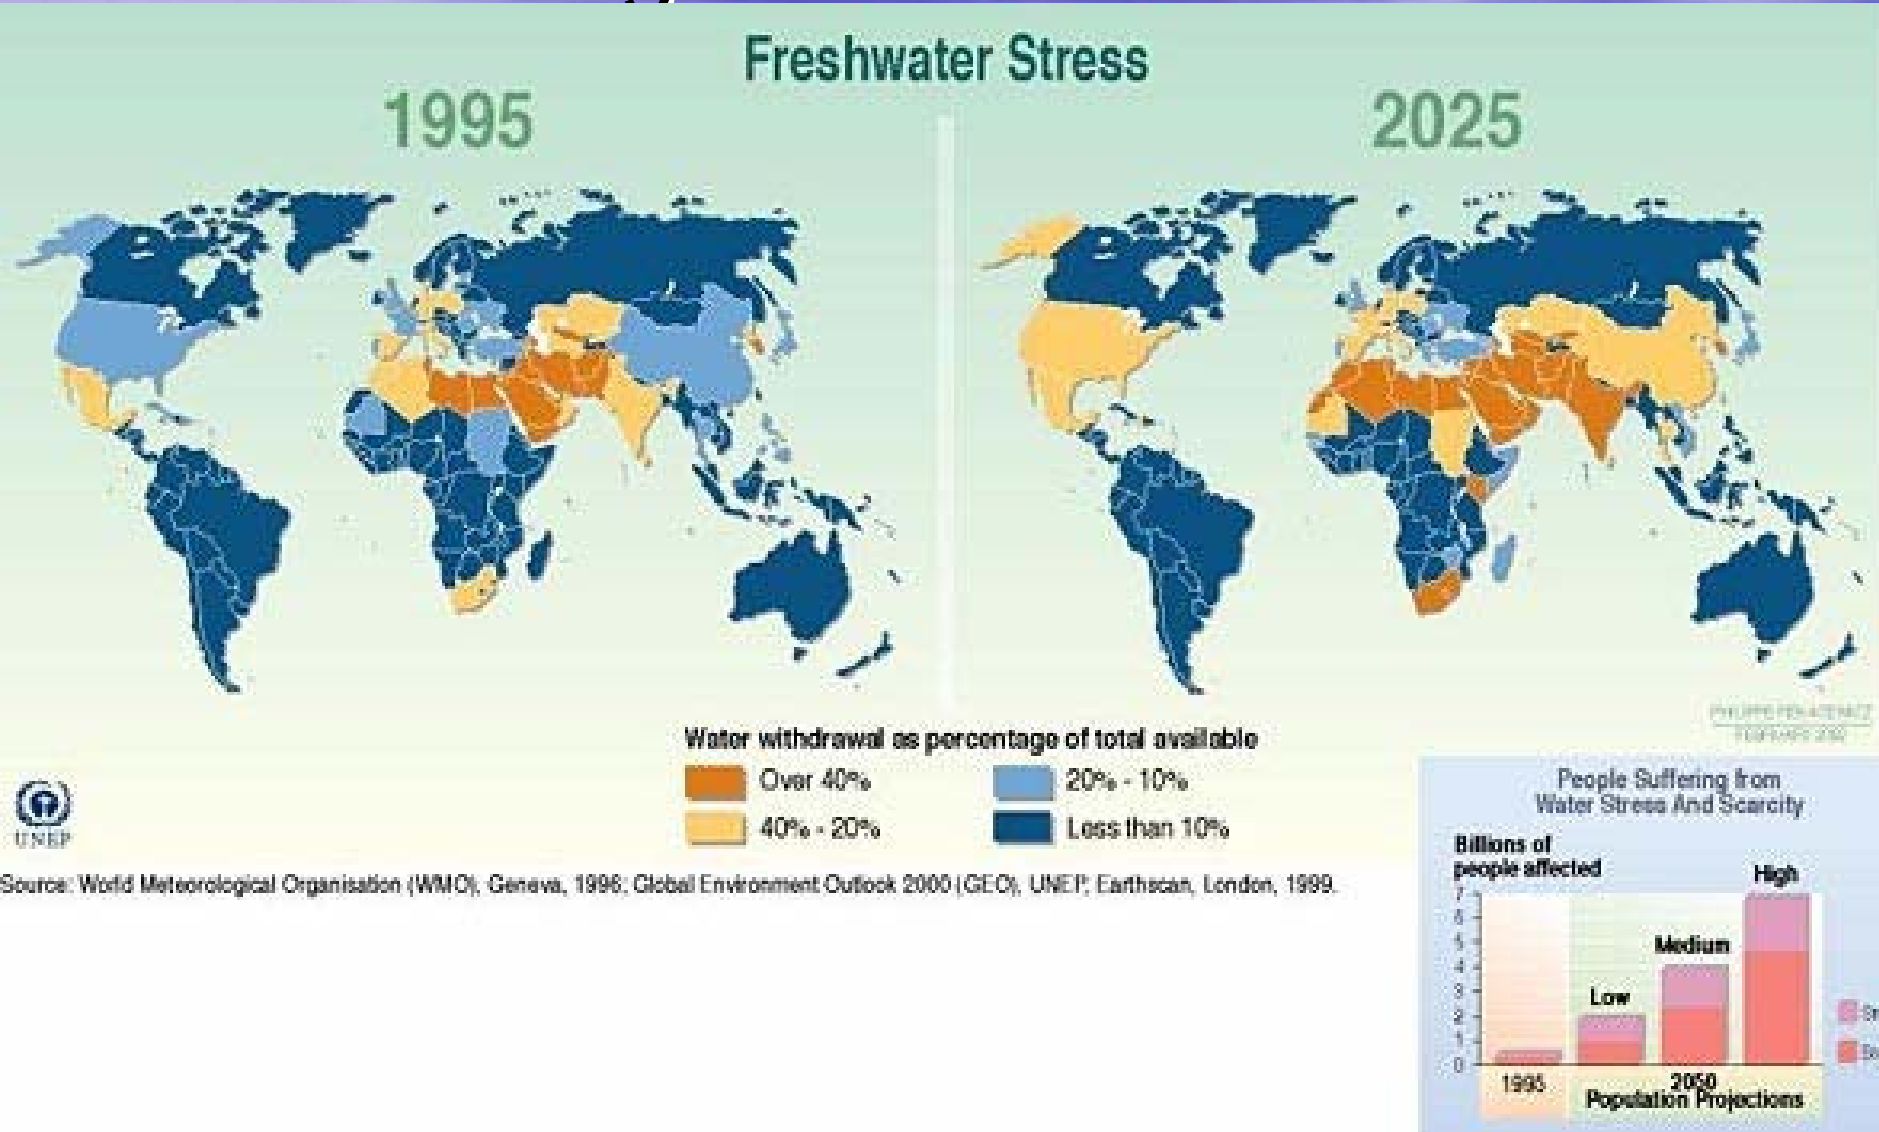 Freshwater Stress
1995
2025
Water withdrawal as percentage of total available
Over 40%
20% - 10%
40% - 20%
Less than 10%
UNEP
Source: World Meteorological Organisation (WMO), Geneva, 1996; Global Environment Outlook 2000 (GEO), UNEP, Earthscan, London, 1999.
People Suffering from
Water Stress And Scarcity
Billions of
people affected
High
Medium
Low
7
6
5
4
3
2
1
0
1995
2050
Population Projections